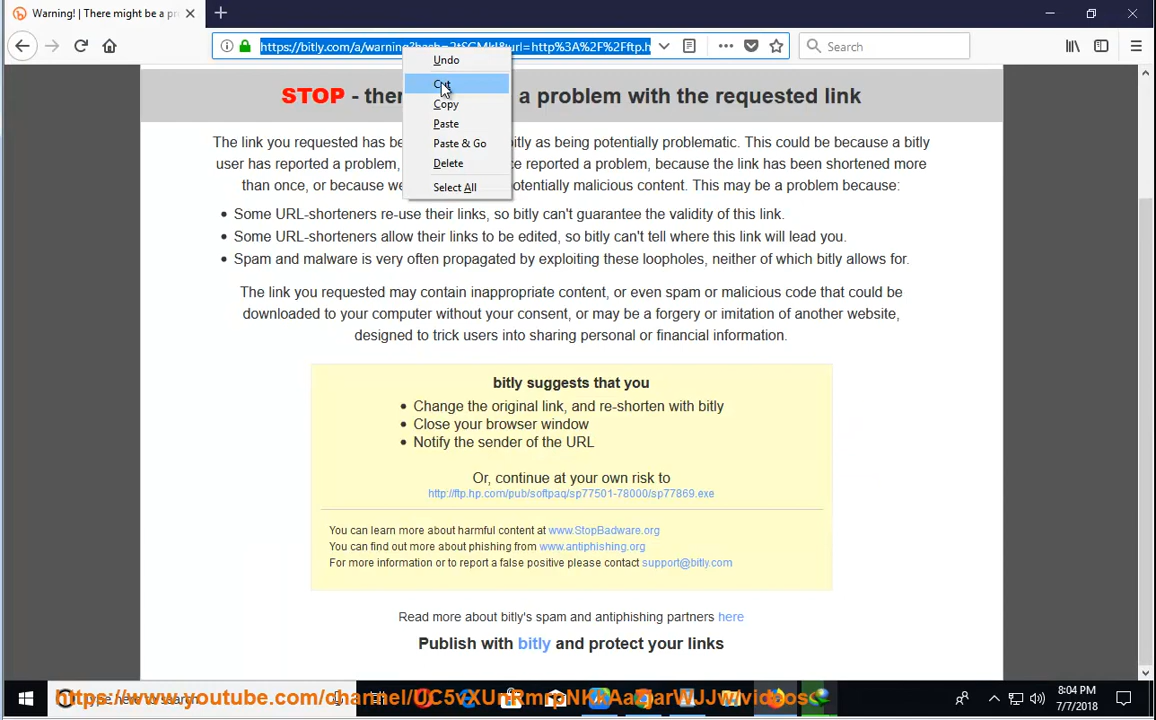 Warning! | There might be a pr
https://bitly.com/a/warning?hash=2tSGMkI&url=http%3A%2F%2Fftp.h
Search
Undo
Cut
Copy
Paste
Paste & Go
Delete
Select All
STOP - ther a problem with the requested link
The link you requested has be itly as being potentially problematic. This could be because a bitly
user has reported a problem, ce reported a problem, because the link has been shortened more
than once, or because we otentially malicious content. This may be a problem because:
• Some URL-shorteners re-use their links, so bitly can't guarantee the validity of this link.
• Some URL-shorteners allow their links to be edited, so bitly can't tell where this link will lead you.
• Spam and malware is very often propagated by exploiting these loopholes, neither of which bitly allows for.
The link you requested may contain inappropriate content, or even spam or malicious code that could be
downloaded to your computer without your consent, or may be a forgery or imitation of another website,
designed to trick users into sharing personal or financial information.
bitly suggests that you
• Change the original link, and re-shorten with bitly
• Close your browser window
• Notify the sender of the URL
Or, continue at your own risk to
http://ftp.hp.com/pub/softpaq/sp77501-78000/sp77869.exe
You can learn more about harmful content at www.StopBadware.org
You can find out more about phishing from www.antiphishing.org
For more information or to report a false positive please contact support@bitly.com
Read more about bitly's spam and antiphishing partners here
Publish with bitly and protect your links
8:04 PM
7/7/2018